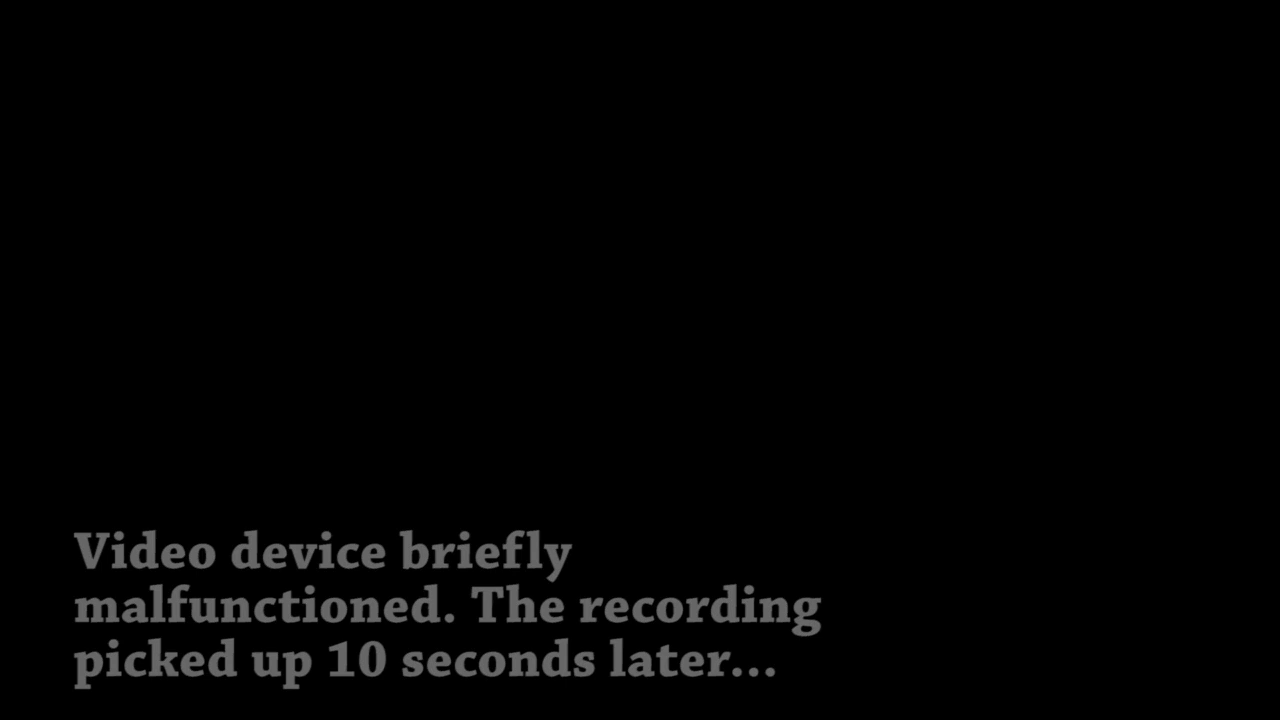 Video device briefly
malfunctioned. The recording
picked up 10 seconds later...